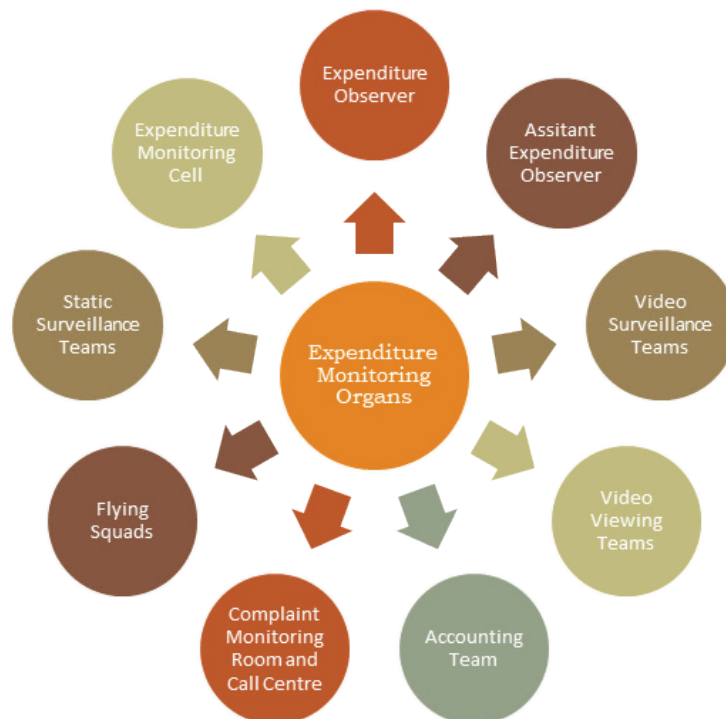 Expenditure
Observer
Assitant
Expenditure
Observer
Video
Surveillance
Teams
Video
Viewing
Teams
Accounting
Team
Complaint
Monitoring
Room and
Call Centre
Flying
Squads
Static
Surveillance
Teams
Expenditure
Monitoring
Cell
Expenditure
Monitoring
Organs